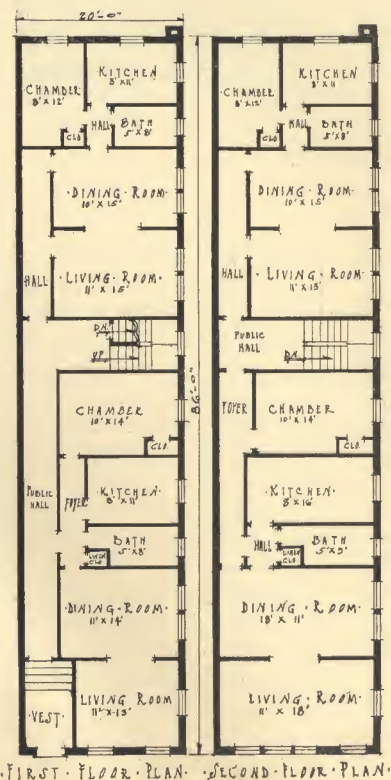 20'-0"
CHAMBER
8'X12'
KITCHEN
8'X11'
HALL
BATH
5'X8'
CLO.
DINING·ROOM
10'X15'
HALL
LIVING·ROOM
11'X15'
DN.
UP.
CHAMBER
10'X14'
CLO.
PUBLIC
HALL
FOYER
KITCHEN
8'X11'
BATH
5'X8'
LINEN
CLO
DINING·ROOM
11'X14'
LIVING ROOM
VEST.
·FIRST·FLOOR·PLAN·
86'-0"
CHAMBER
8'X12'
KITCHEN
8'X11
HALL
BATH
5'X8'
CLO
DINING·ROOM·
10'X15'
HALL
LIVING·ROOM
11'X15'
PUBLIC
HALL
DN.
FOYER
CHAMBER
10'X14'
CLO.
·KITCHEN
8'X16'
HALL
BATH
5'X9'
LINEN
CLO
DINING·ROOM
18'X11'
LIVING·ROOM·
11'X18'
·SECOND·FLOOR·PLAN·